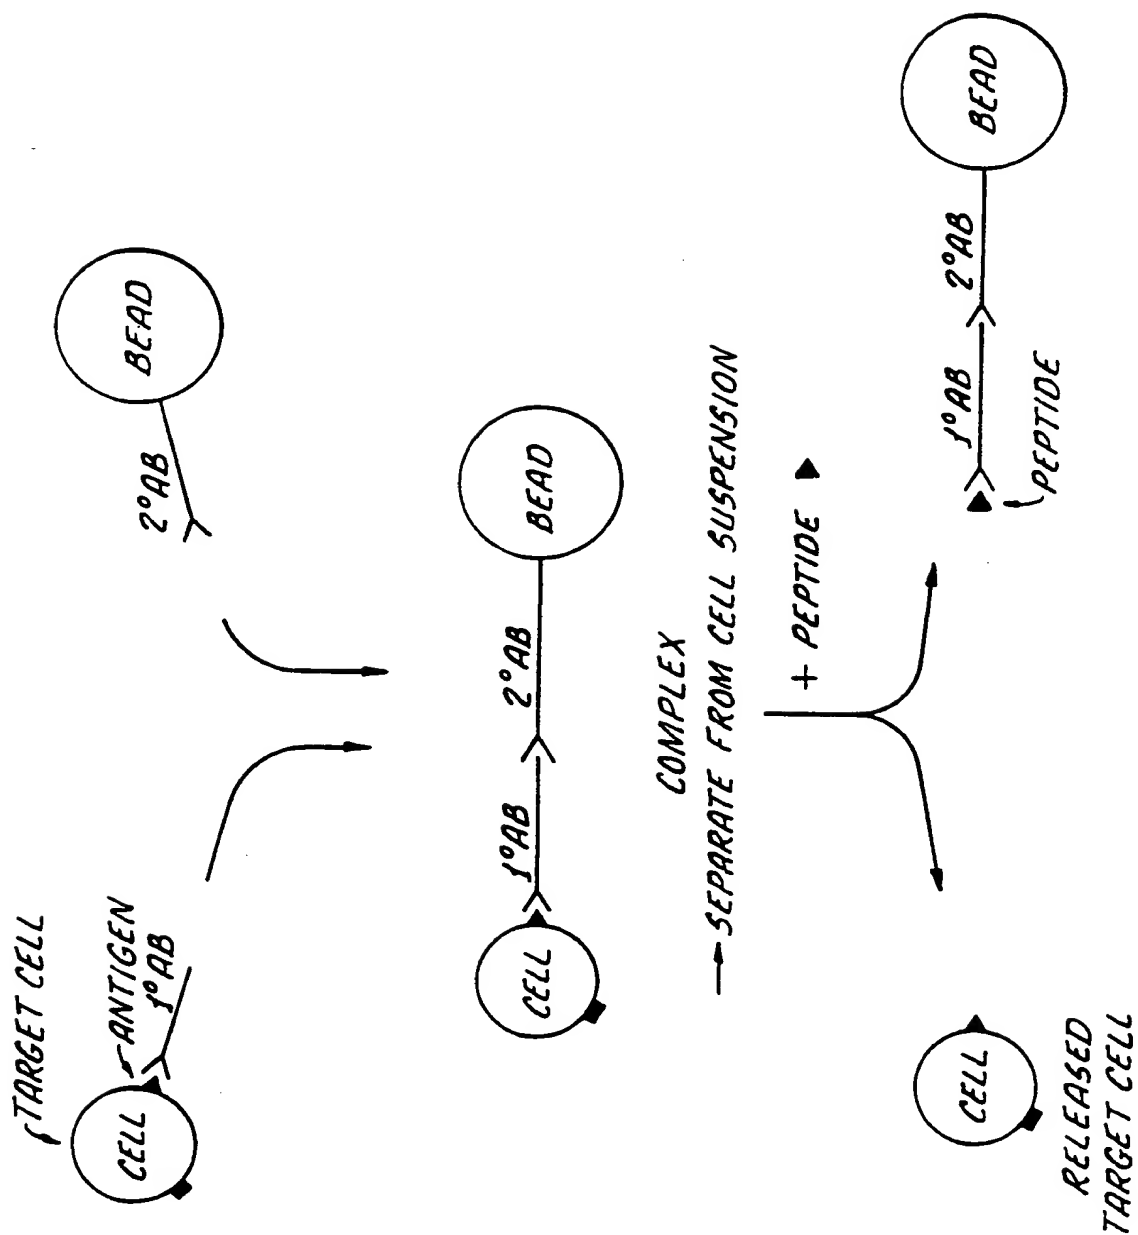 TARGET CELL
ANTIGEN
1°AB
CELL
2°AB
BEAD
CELL
1°AB
2°AB
BEAD
COMPLEX
→ SEPARATE FROM CELL SUSPENSION
+ PEPTIDE
CELL
RELEASED
TARGET CELL
1°AB
2°AB
BEAD
PEPTIDE